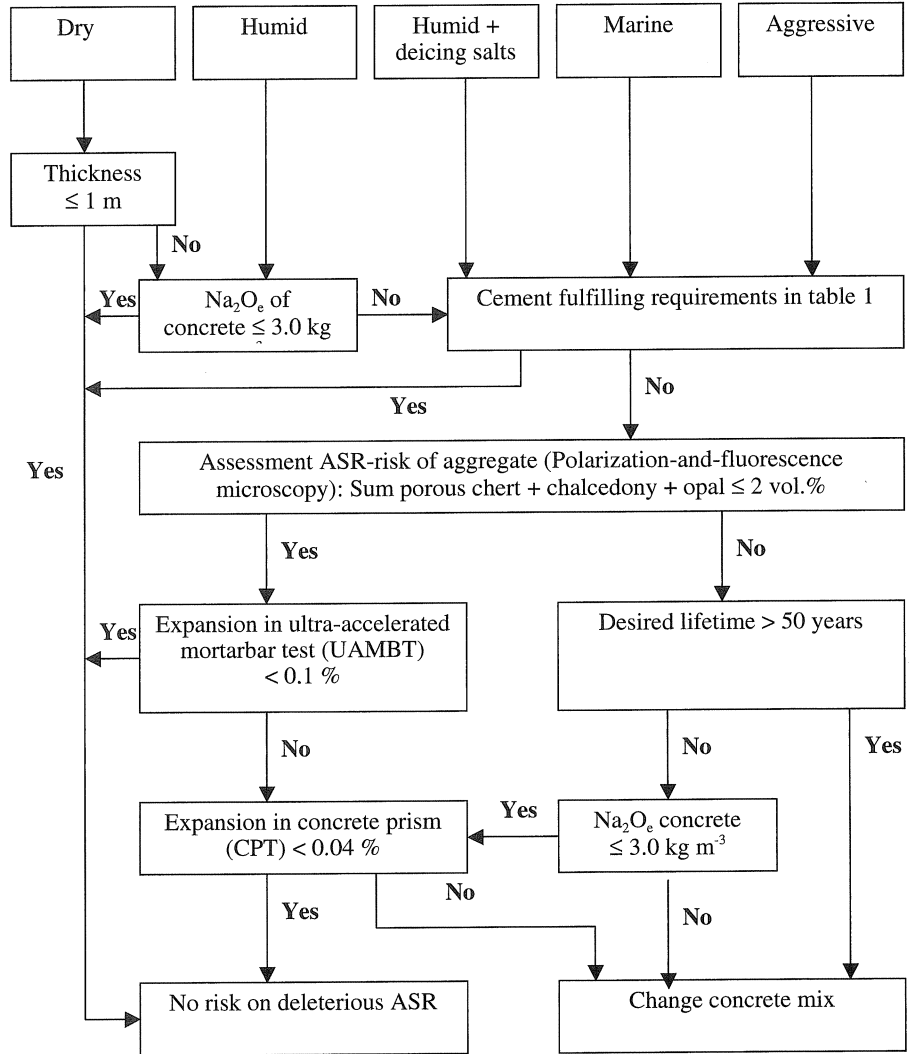 Dry
Humid
Humid +
deicing salts
Marine
Aggressive
Thickness
≤ 1 m
No
Yes
Na₂Oₑ of
concrete ≤ 3.0 kg
No
Cement fulfilling requirements in table 1
Yes
No
Yes
Assessment ASR-risk of aggregate (Polarization-and-fluorescence
microscopy): Sum porous chert + chalcedony + opal ≤ 2 vol.%
Yes
No
Yes
Expansion in ultra-accelerated
mortarbar test (UAMBT)
< 0.1 %
Desired lifetime > 50 years
No
No
Yes
Expansion in concrete prism
(CPT) < 0.04 %
Yes
Na₂Oₑ concrete
≤ 3.0 kg m⁻³
Yes
No
No
No risk on deleterious ASR
Change concrete mix